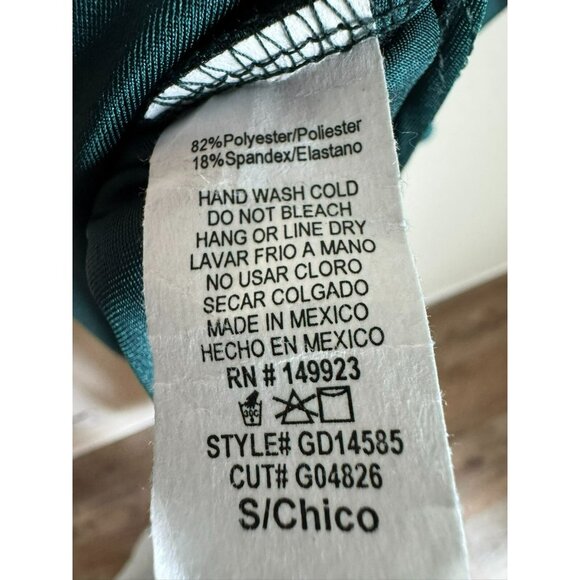 82%Polyester/Poliester
18%Spandex/Elastano
HAND WASH COLD
DO NOT BLEACH
HANG OR LINE DRY
LAVAR FRIO A MANO
NO USAR CLORO
SECAR COLGADO
MADE IN MEXICO
HECHO EN MEXICO
RN # 149923
30C
STYLE# GD14585
CUT# G04826
S/Chico